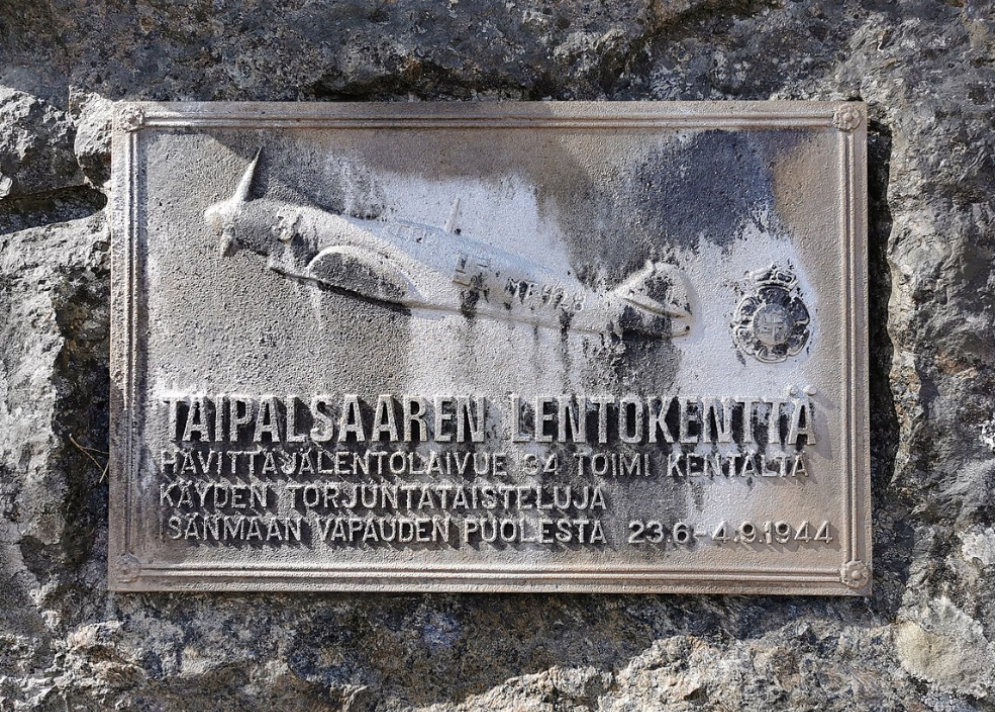 TAIPALSAAREN LENTOKENTTÄ
HÄVITTÄJÄLENTOLAIVUE 34 TOIMI KENTÄLTÄ
KÄYDEN TORJUNTATAISTELUJA
ISÄNMAAN VAPAUDEN PUOLESTA 23.6-4.9.1944